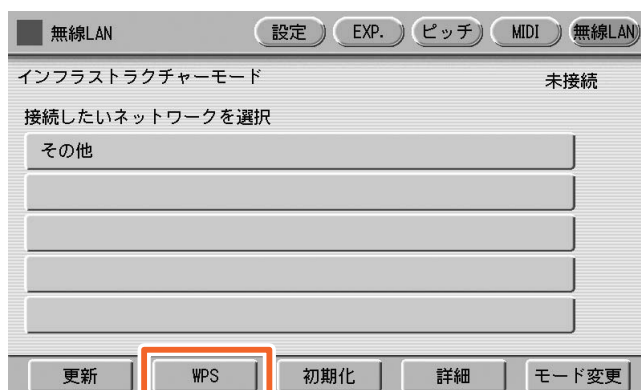 無線LAN 設定 EXP. ピッチ MIDI 無線LAN
インフラストラクチャーモード 未接続
接続したいネットワークを選択
その他
更新 WPS 初期化 詳細 モード変更